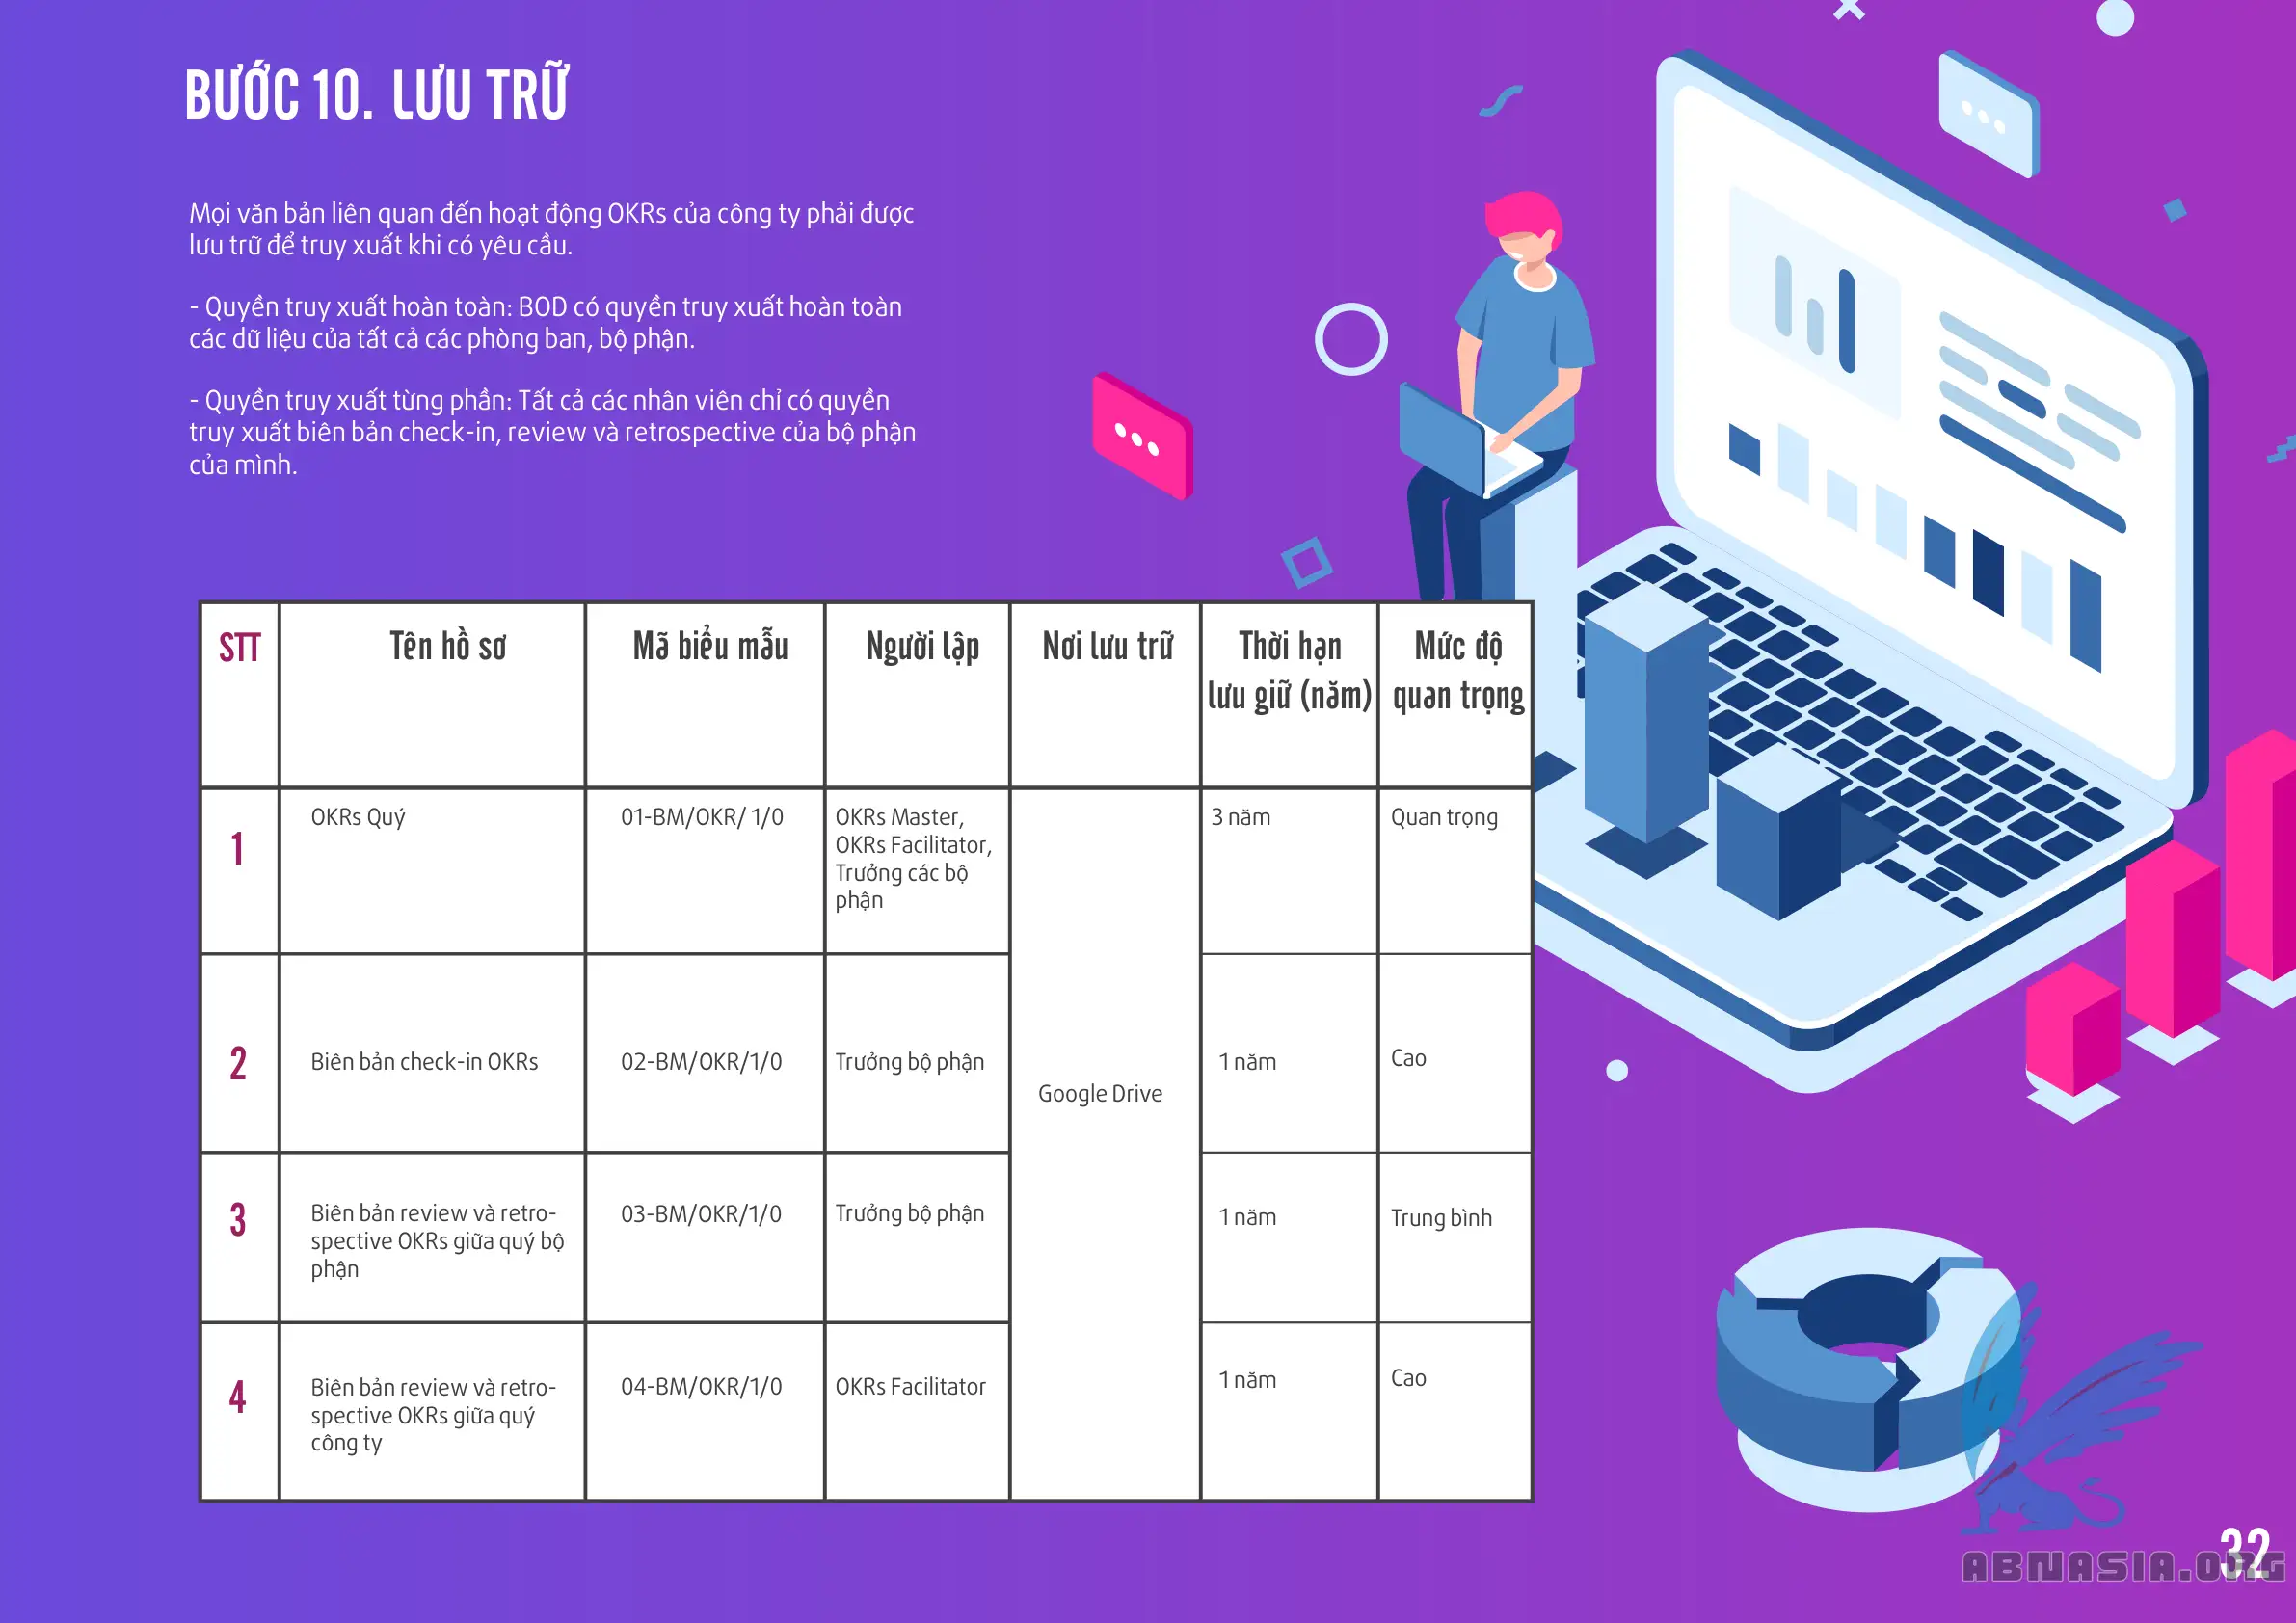 BƯỚC 10. LƯU TRỮ
Mọi văn bản liên quan đến hoạt động OKRs của công ty phải được
lưu trữ để truy xuất khi có yêu cầu.
- Quyền truy xuất hoàn toàn: BOD có quyền truy xuất hoàn toàn
các dữ liệu của tất cả các phòng ban, bộ phận.
- Quyền truy xuất từng phần: Tất cả các nhân viên chỉ có quyền
truy xuất biên bản check-in, review và retrospective của bộ phận
của mình.
STT
Tên hồ sơ
Mã biểu mẫu
Người lập
Nơi lưu trữ
Thời hạn
lưu giữ (năm)
Mức độ
quan trọng
1
OKRs Quý
01-BM/OKR/ 1/0
OKRs Master,
OKRs Facilitator,
Trưởng các bộ
phận
3 năm
Quan trọng
2
Biên bản check-in OKRs
02-BM/OKR/1/0
Trưởng bộ phận
Google Drive
1 năm
Cao
3
Biên bản review và retro-
spective OKRs giữa quý bộ
phận
03-BM/OKR/1/0
Trưởng bộ phận
1 năm
Trung bình
4
Biên bản review và retro-
spective OKRs giữa quý
công ty
04-BM/OKR/1/0
OKRs Facilitator
1 năm
Cao
32
ABNASIA.ORG